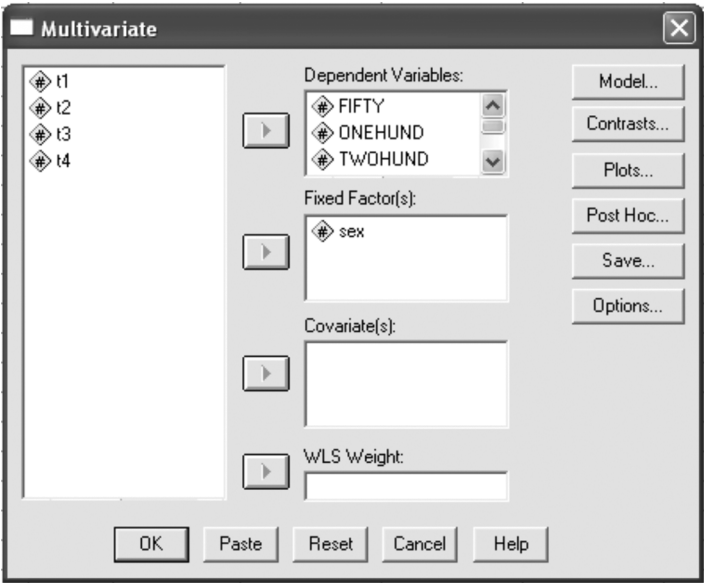 Multivariate
t1
t2
t3
t4
Dependent Variables:
FIFTY
ONEHUND
TWOHUND
Fixed Factor(s):
sex
Covariate(s):
WLS Weight:
Model...
Contrasts...
Plots...
Post Hoc...
Save...
Options...
OK
Paste
Reset
Cancel
Help